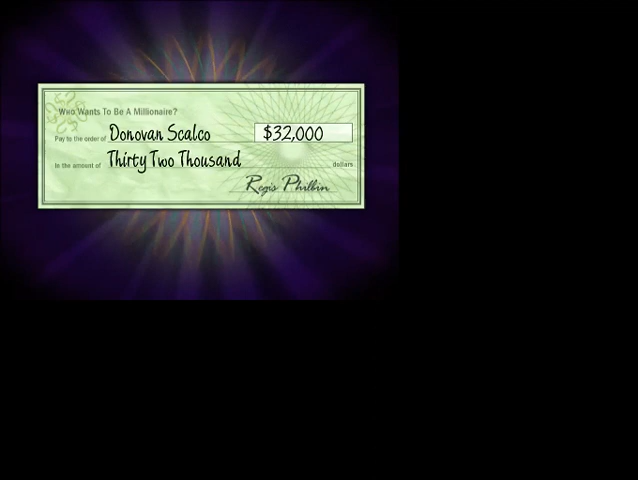 Who Wants To Be A Millionaire?
Pay to the order of Donovan Scalco $32,000
In the amount of Thirty Two Thousand dollars
Regis Philbin